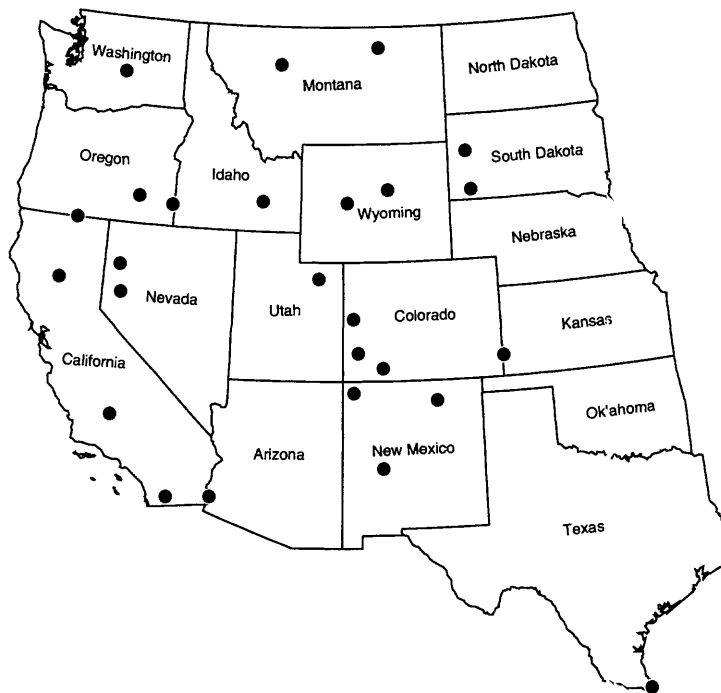 Washington
North Dakota
Montana
Oregon
South Dakota
Idaho
Wyoming
Nebraska
Nevada
Utah
Colorado
Kansas
California
Ok'ahoma
Arizona
New Mexico
Texas